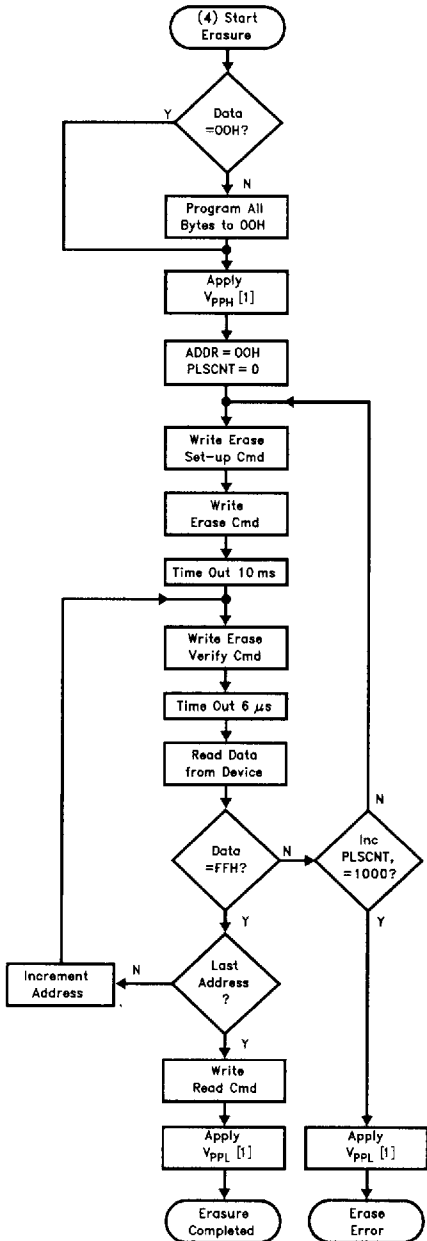 (4) Start
Erasure
Data
=00H?
Y
N
Program All
Bytes to 00H
Apply
VPPH [1]
ADDR = 00H
PLSCNT = 0
Write Erase
Set-up Cmd
Write
Erase Cmd
Time Out 10 ms
Write Erase
Verify Cmd
Time Out 6 μs
Read Data
from Device
Data
=FFH?
N
Y
Inc
PLSCNT,
=1000?
N
Y
Last
Address
?
N
Y
Increment
Address
Write
Read Cmd
Apply
VPPL [1]
Apply
VPPL [1]
Erasure
Completed
Erase
Error